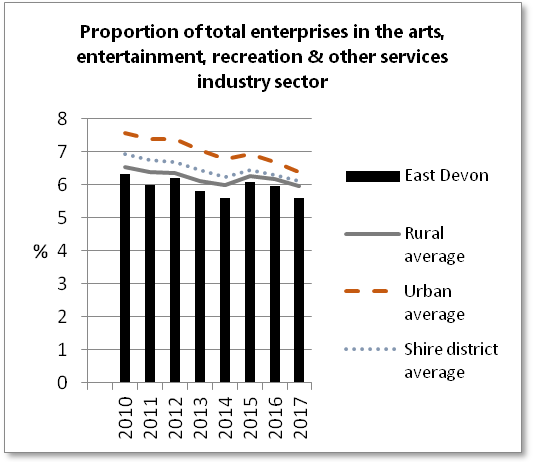 Proportion of total enterprises in the arts,
entertainment, recreation & other services
industry sector
8
7
6
5
4
3
2
1
0
%
2010
2011
2012
2013
2014
2015
2016
2017
East Devon
Rural
average
Urban
average
Shire district
average